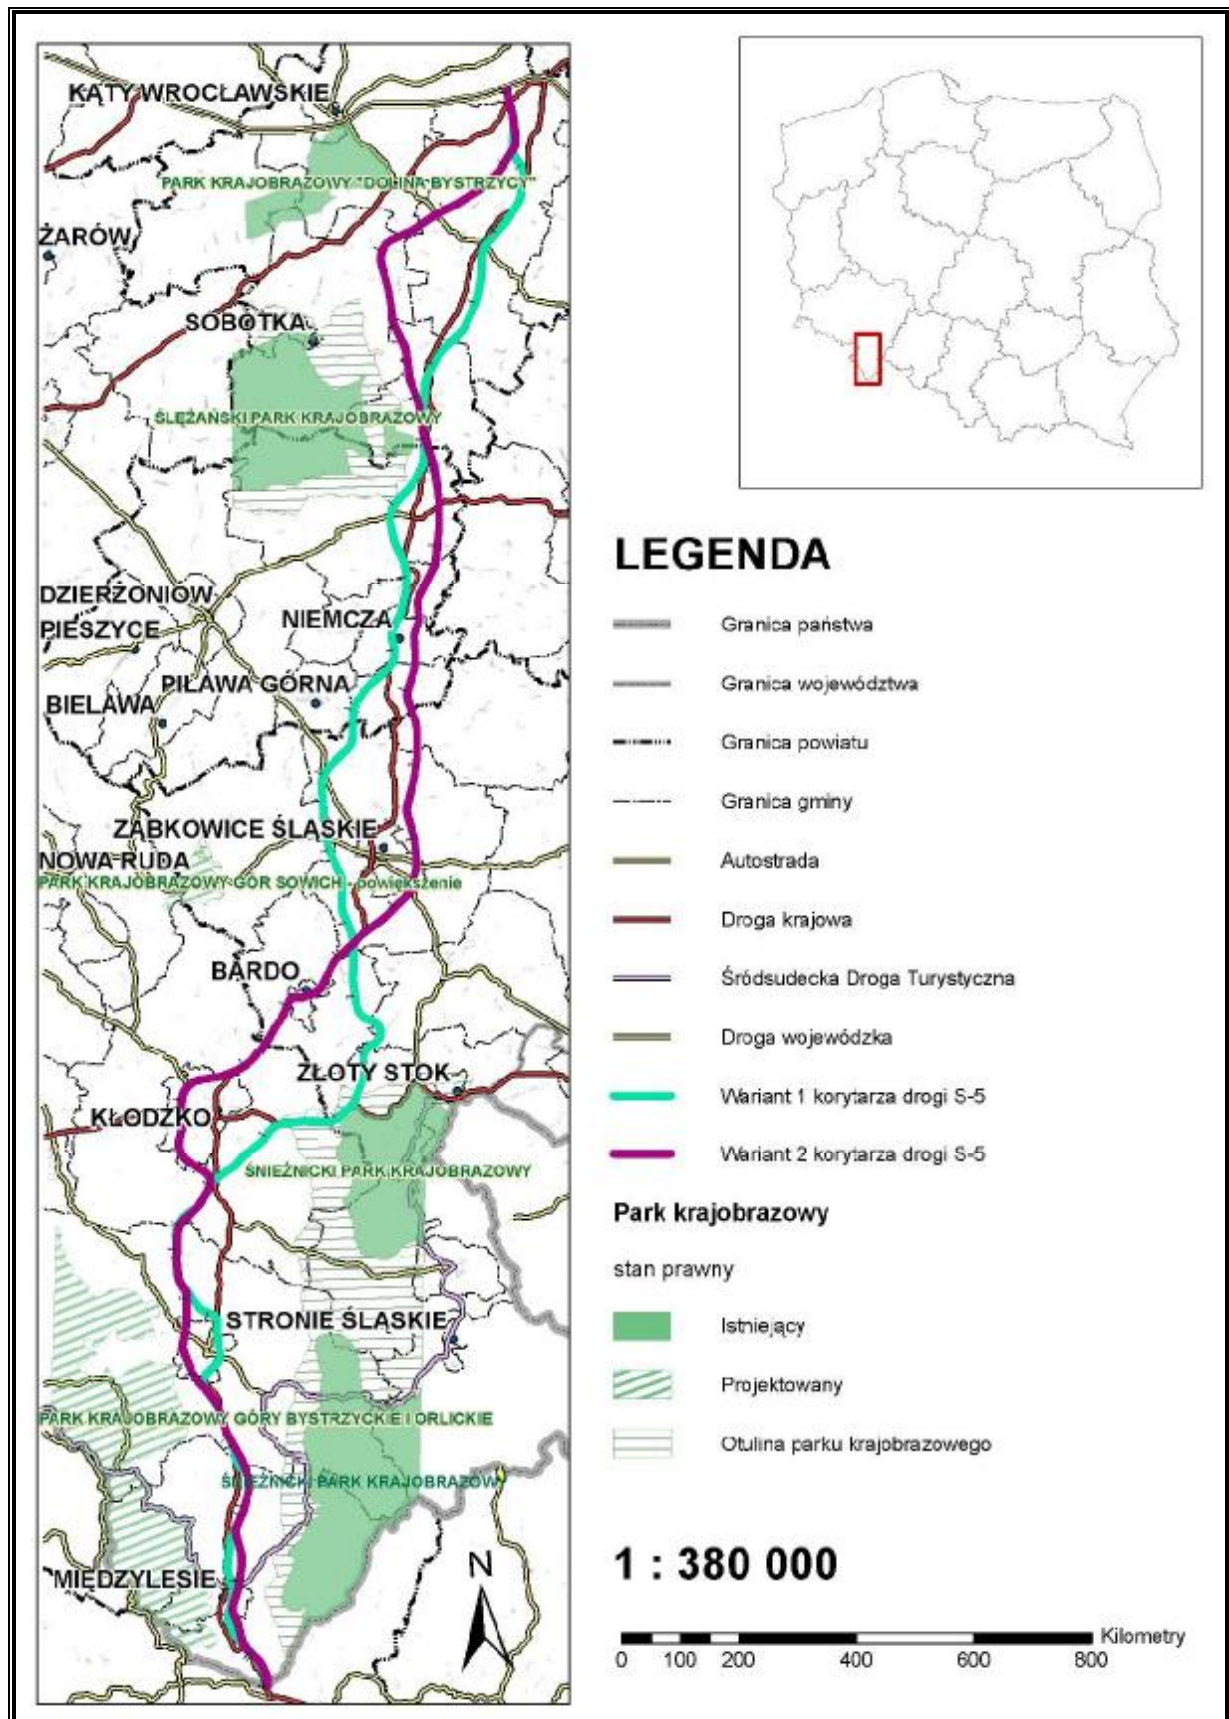 KĄTY WROCŁAWSKIE
PARK KRAJOBRAZOWY "DOLINA BYSTRZYCY"
ŻARÓW
SOBÓTKA
ŚLĘŻAŃSKI PARK KRAJOBRAZOWY
DZIERŻONIÓW
PIESZYCE
NIEMCZA
PIŁAWA GÓRNA
BIELAWA
ZĄBKOWICE ŚLĄSKIE
NOWA RUDA
PARK KRAJOBRAZOWY GÓR SOWICH - powiększenie
BARDO
ZŁOTY STOK
KŁODZKO
ŚNIEŻNICKI PARK KRAJOBRAZOWY
STRONIE ŚLĄSKIE
PARK KRAJOBRAZOWY GÓRY BYSTRZYCKIE I ORLICKIE
ŚNIEŻNICKI PARK KRAJOBRAZOWY
MIĘDZYLESIE
N
LEGENDA
Granica państwa
Granica województwa
Granica powiatu
Granica gminy
Autostrada
Droga krajowa
Śródsudecka Droga Turystyczna
Droga wojewódzka
Wariant 1 korytarza drogi S-5
Wariant 2 korytarza drogi S-5
Park krajobrazowy
stan prawny
Istniejący
Projektowany
Otulina parku krajobrazowego
1 : 380 000
Kilometry
0 100 200 400 600 800